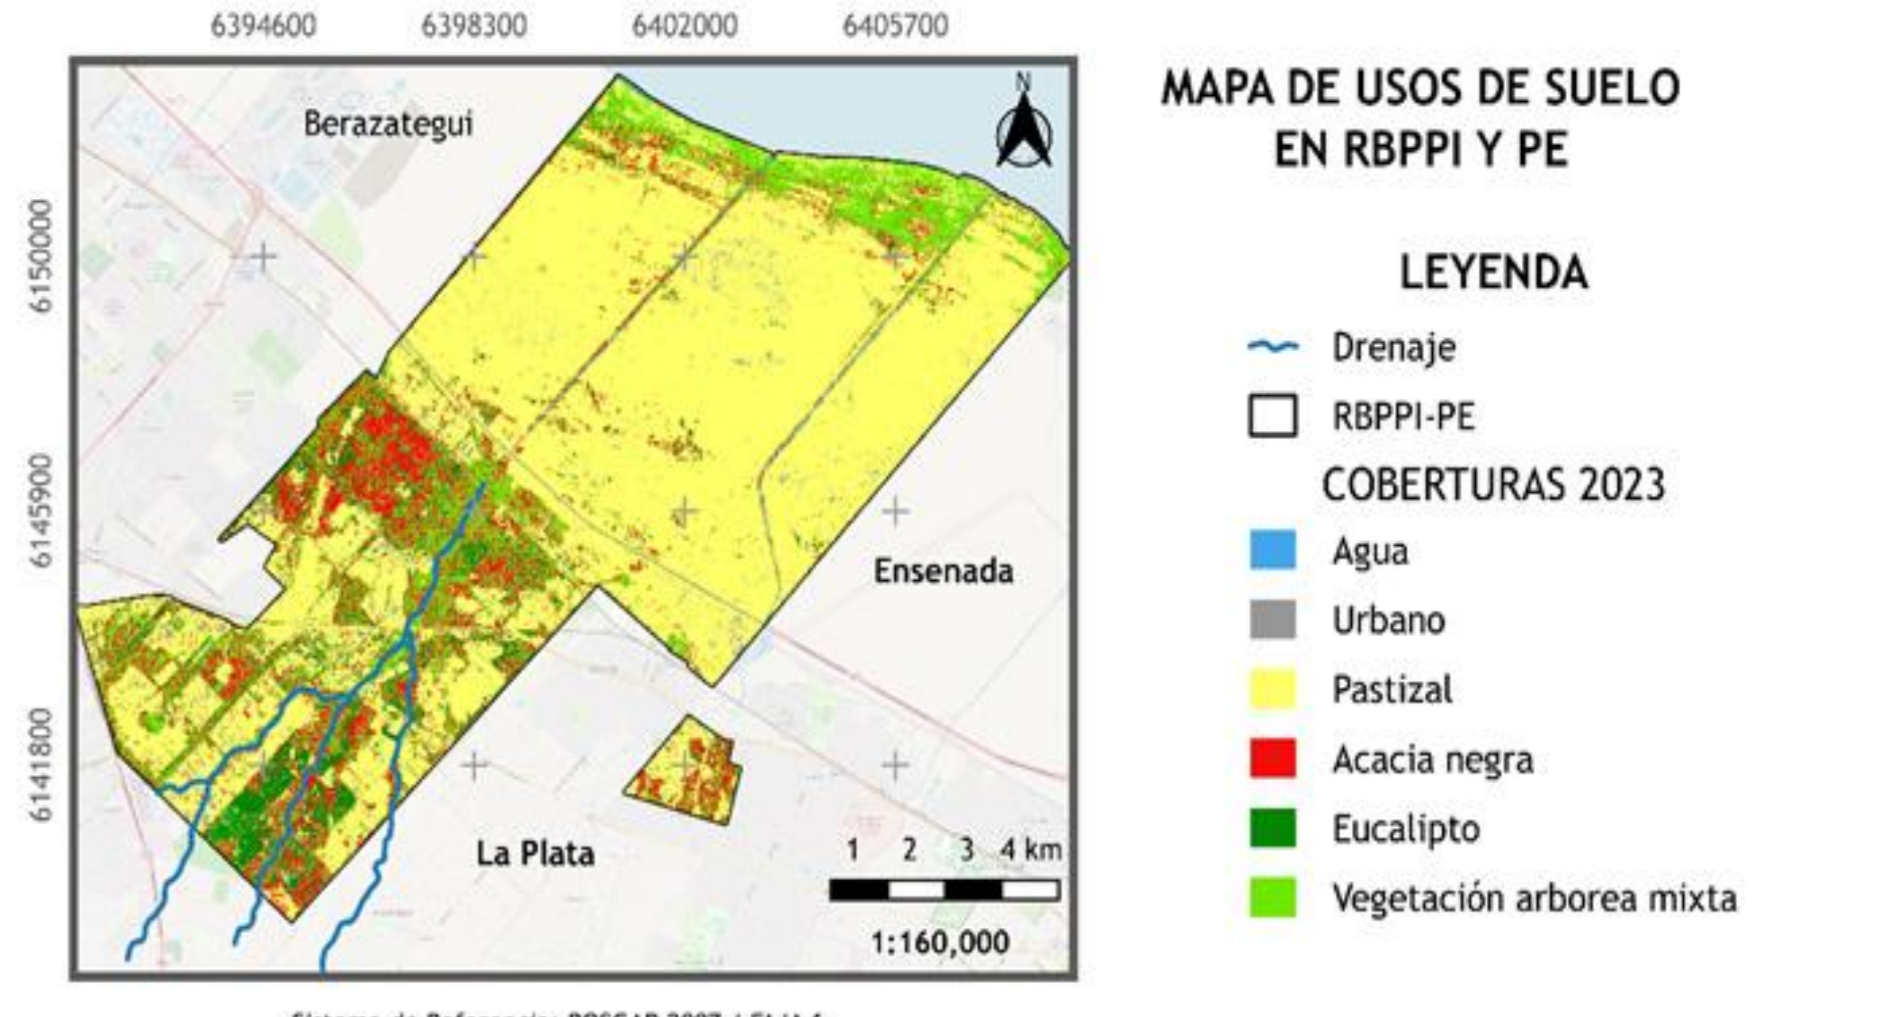 6394600 6398300 6402000 6405700
MAPA DE USOS DE SUELO
EN RBPPI Y PE
N
Berazategui
6150000
LEYENDA
Drenaje
RBPPI-PE
6145900
COBERTURAS 2023
Agua
Ensenada
Urbano
Pastizal
6141800
Acacia negra
La Plata
1 2 3 4 km
Eucalipto
Vegetación arborea mixta
1:160,000